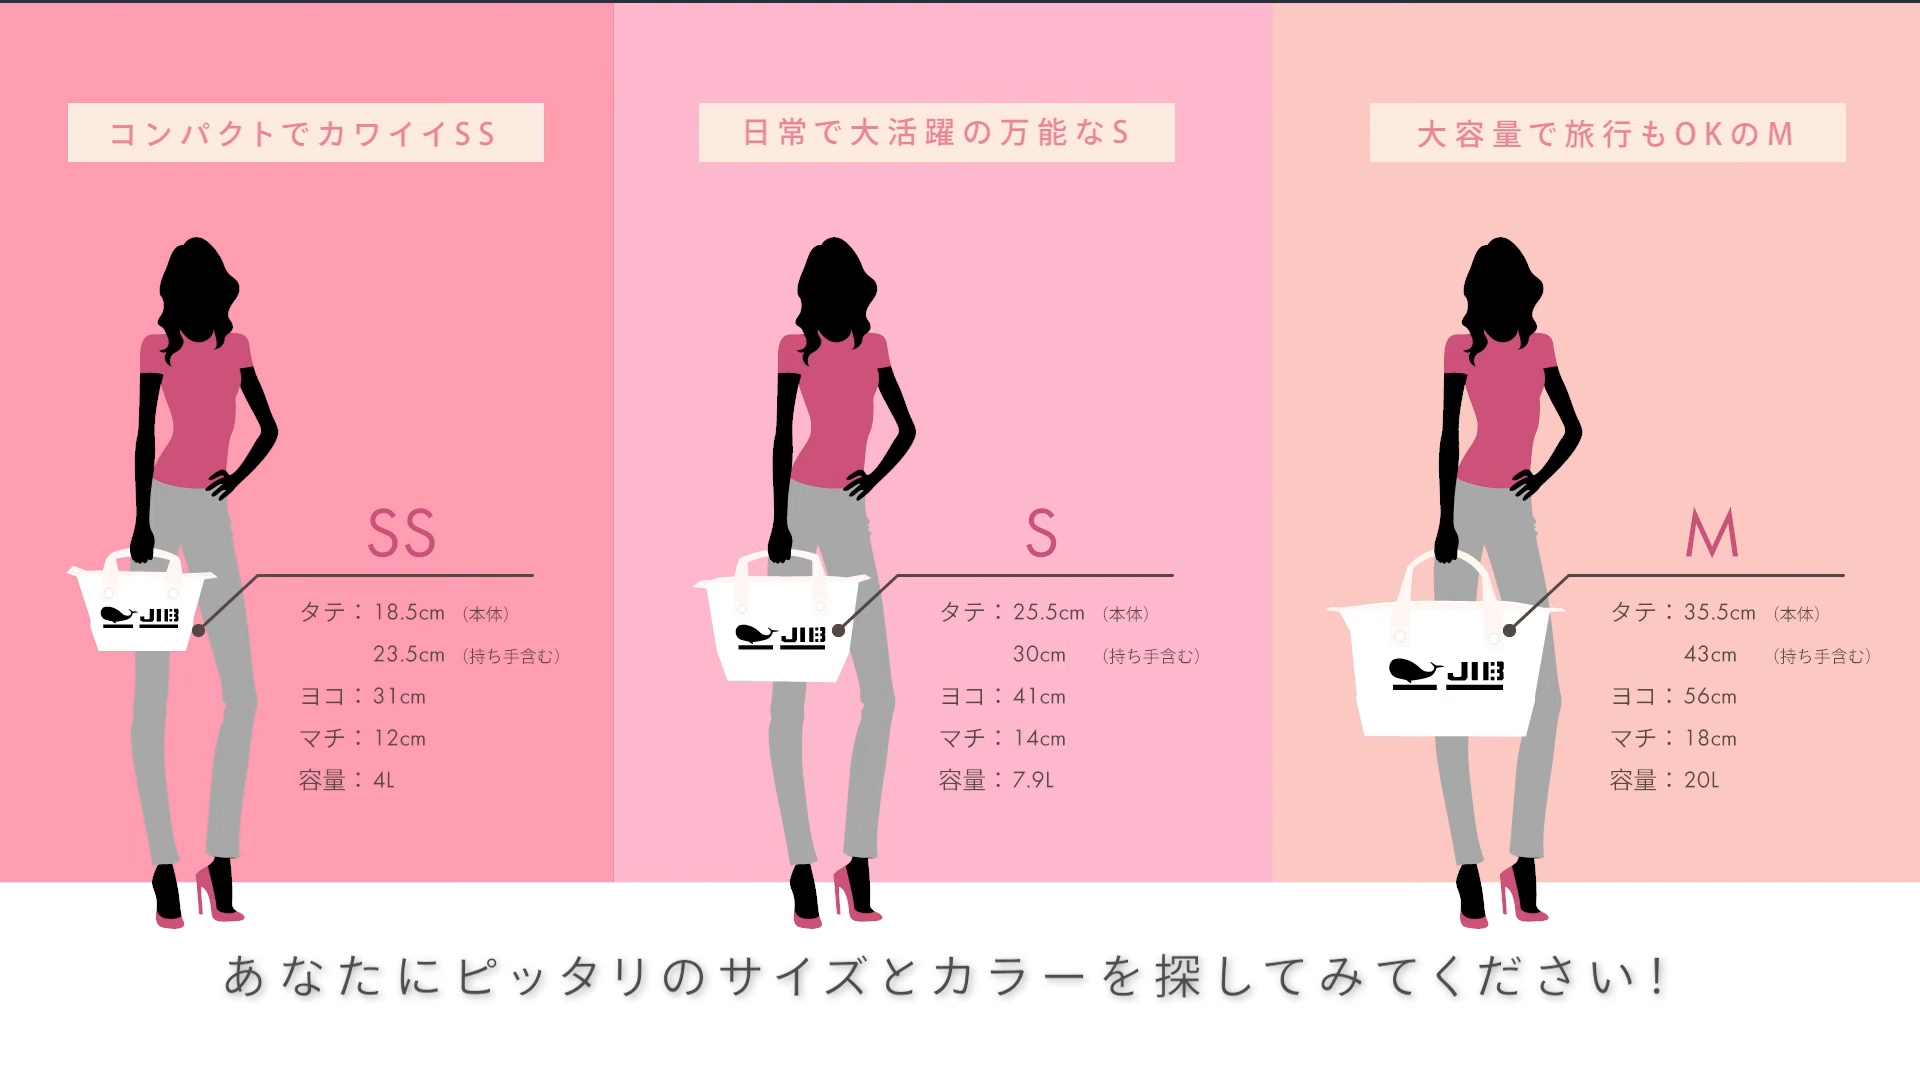 コンパクトでカワイイSS
SS
タテ：18.5cm（本体）
23.5cm（持ち手含む）
ヨコ：31cm
マチ：12cm
容量：4L
JIB
日常で大活躍の万能なS
S
タテ：25.5cm（本体）
30cm（持ち手含む）
ヨコ：41cm
マチ：14cm
容量：7.9L
JIB
大容量で旅行もOKのM
M
タテ：35.5cm（本体）
43cm（持ち手含む）
ヨコ：56cm
マチ：18cm
容量：20L
JIB
あなたにピッタリのサイズとカラーを探してみてください！